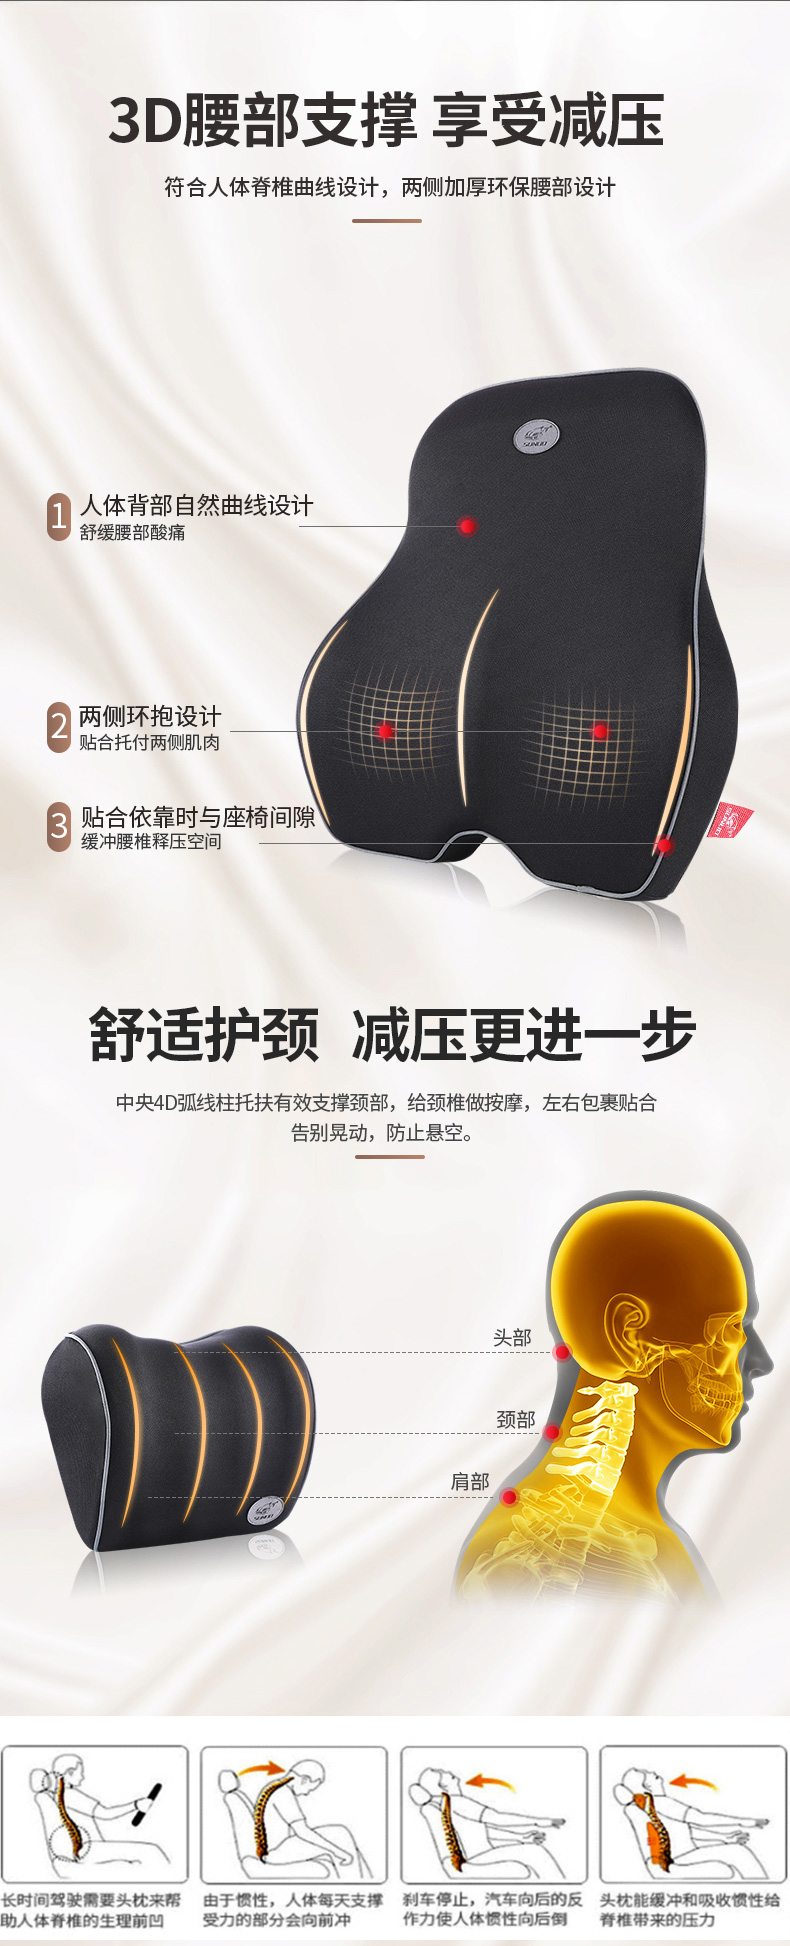 3D腰部支撑 享受减压
符合人体脊椎曲线设计，两侧加厚环保腰部设计
1 人体背部自然曲线设计
舒缓腰部酸痛
2 两侧环抱设计
贴合托付两侧肌肉
3 贴合依靠时与座椅间隙
缓冲腰椎释压空间
舒适护颈 减压更进一步
中央4D弧线柱托扶有效支撑颈部，给颈椎做按摩，左右包裹贴合
告别晃动，防止悬空。
头部
颈部
肩部
长时间驾驶需要头枕来帮
助人体脊椎的生理前凹
由于惯性，人体每天支撑
受力的部分会向前冲
刹车停止，汽车向后的反
作力使人体惯性向后倒
头枕能缓冲和吸收惯性给
脊椎带来的压力